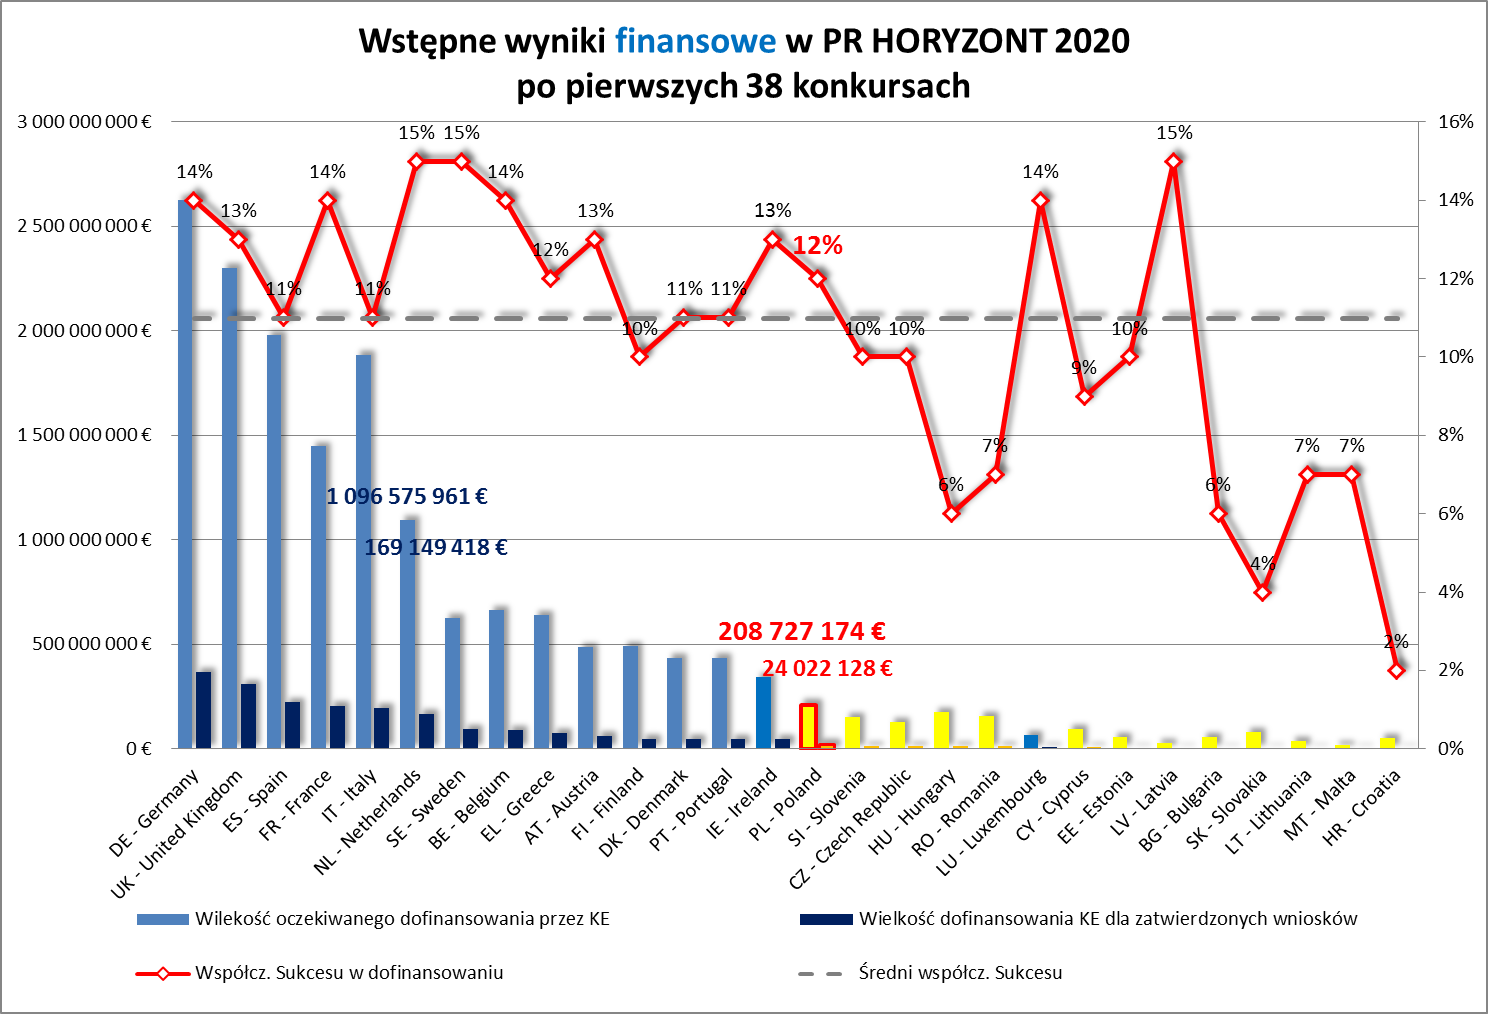 Wstępne wyniki finansowe w PR HORYZONT 2020
po pierwszych 38 konkursach
3 000 000 000 €
2 500 000 000 €
2 000 000 000 €
1 500 000 000 €
1 000 000 000 €
500 000 000 €
0 €
16%
14%
12%
10%
8%
6%
4%
2%
0%
14%
13%
11%
14%
11%
15%
15%
14%
12%
13%
10%
11%
11%
13%
12%
10%
10%
6%
7%
14%
9%
10%
15%
6%
4%
7%
7%
2%
1 096 575 961 €
169 149 418 €
208 727 174 €
24 022 128 €
DE - Germany
UK - United Kingdom
ES - Spain
FR - France
IT - Italy
NL - Netherlands
SE - Sweden
BE - Belgium
EL - Greece
AT - Austria
FI - Finland
DK - Denmark
PT - Portugal
IE - Ireland
PL - Poland
SI - Slovenia
CZ - Czech Republic
HU - Hungary
RO - Romania
LU - Luxembourg
CY - Cyprus
EE - Estonia
LV - Latvia
BG - Bulgaria
SK - Slovakia
LT - Lithuania
MT - Malta
HR - Croatia
Wilekość oczekiwanego dofinansowania przez KE
Wielkość dofinansowania KE dla zatwierdzonych wniosków
Współcz. Sukcesu w dofinansowaniu
Średni współcz. Sukcesu